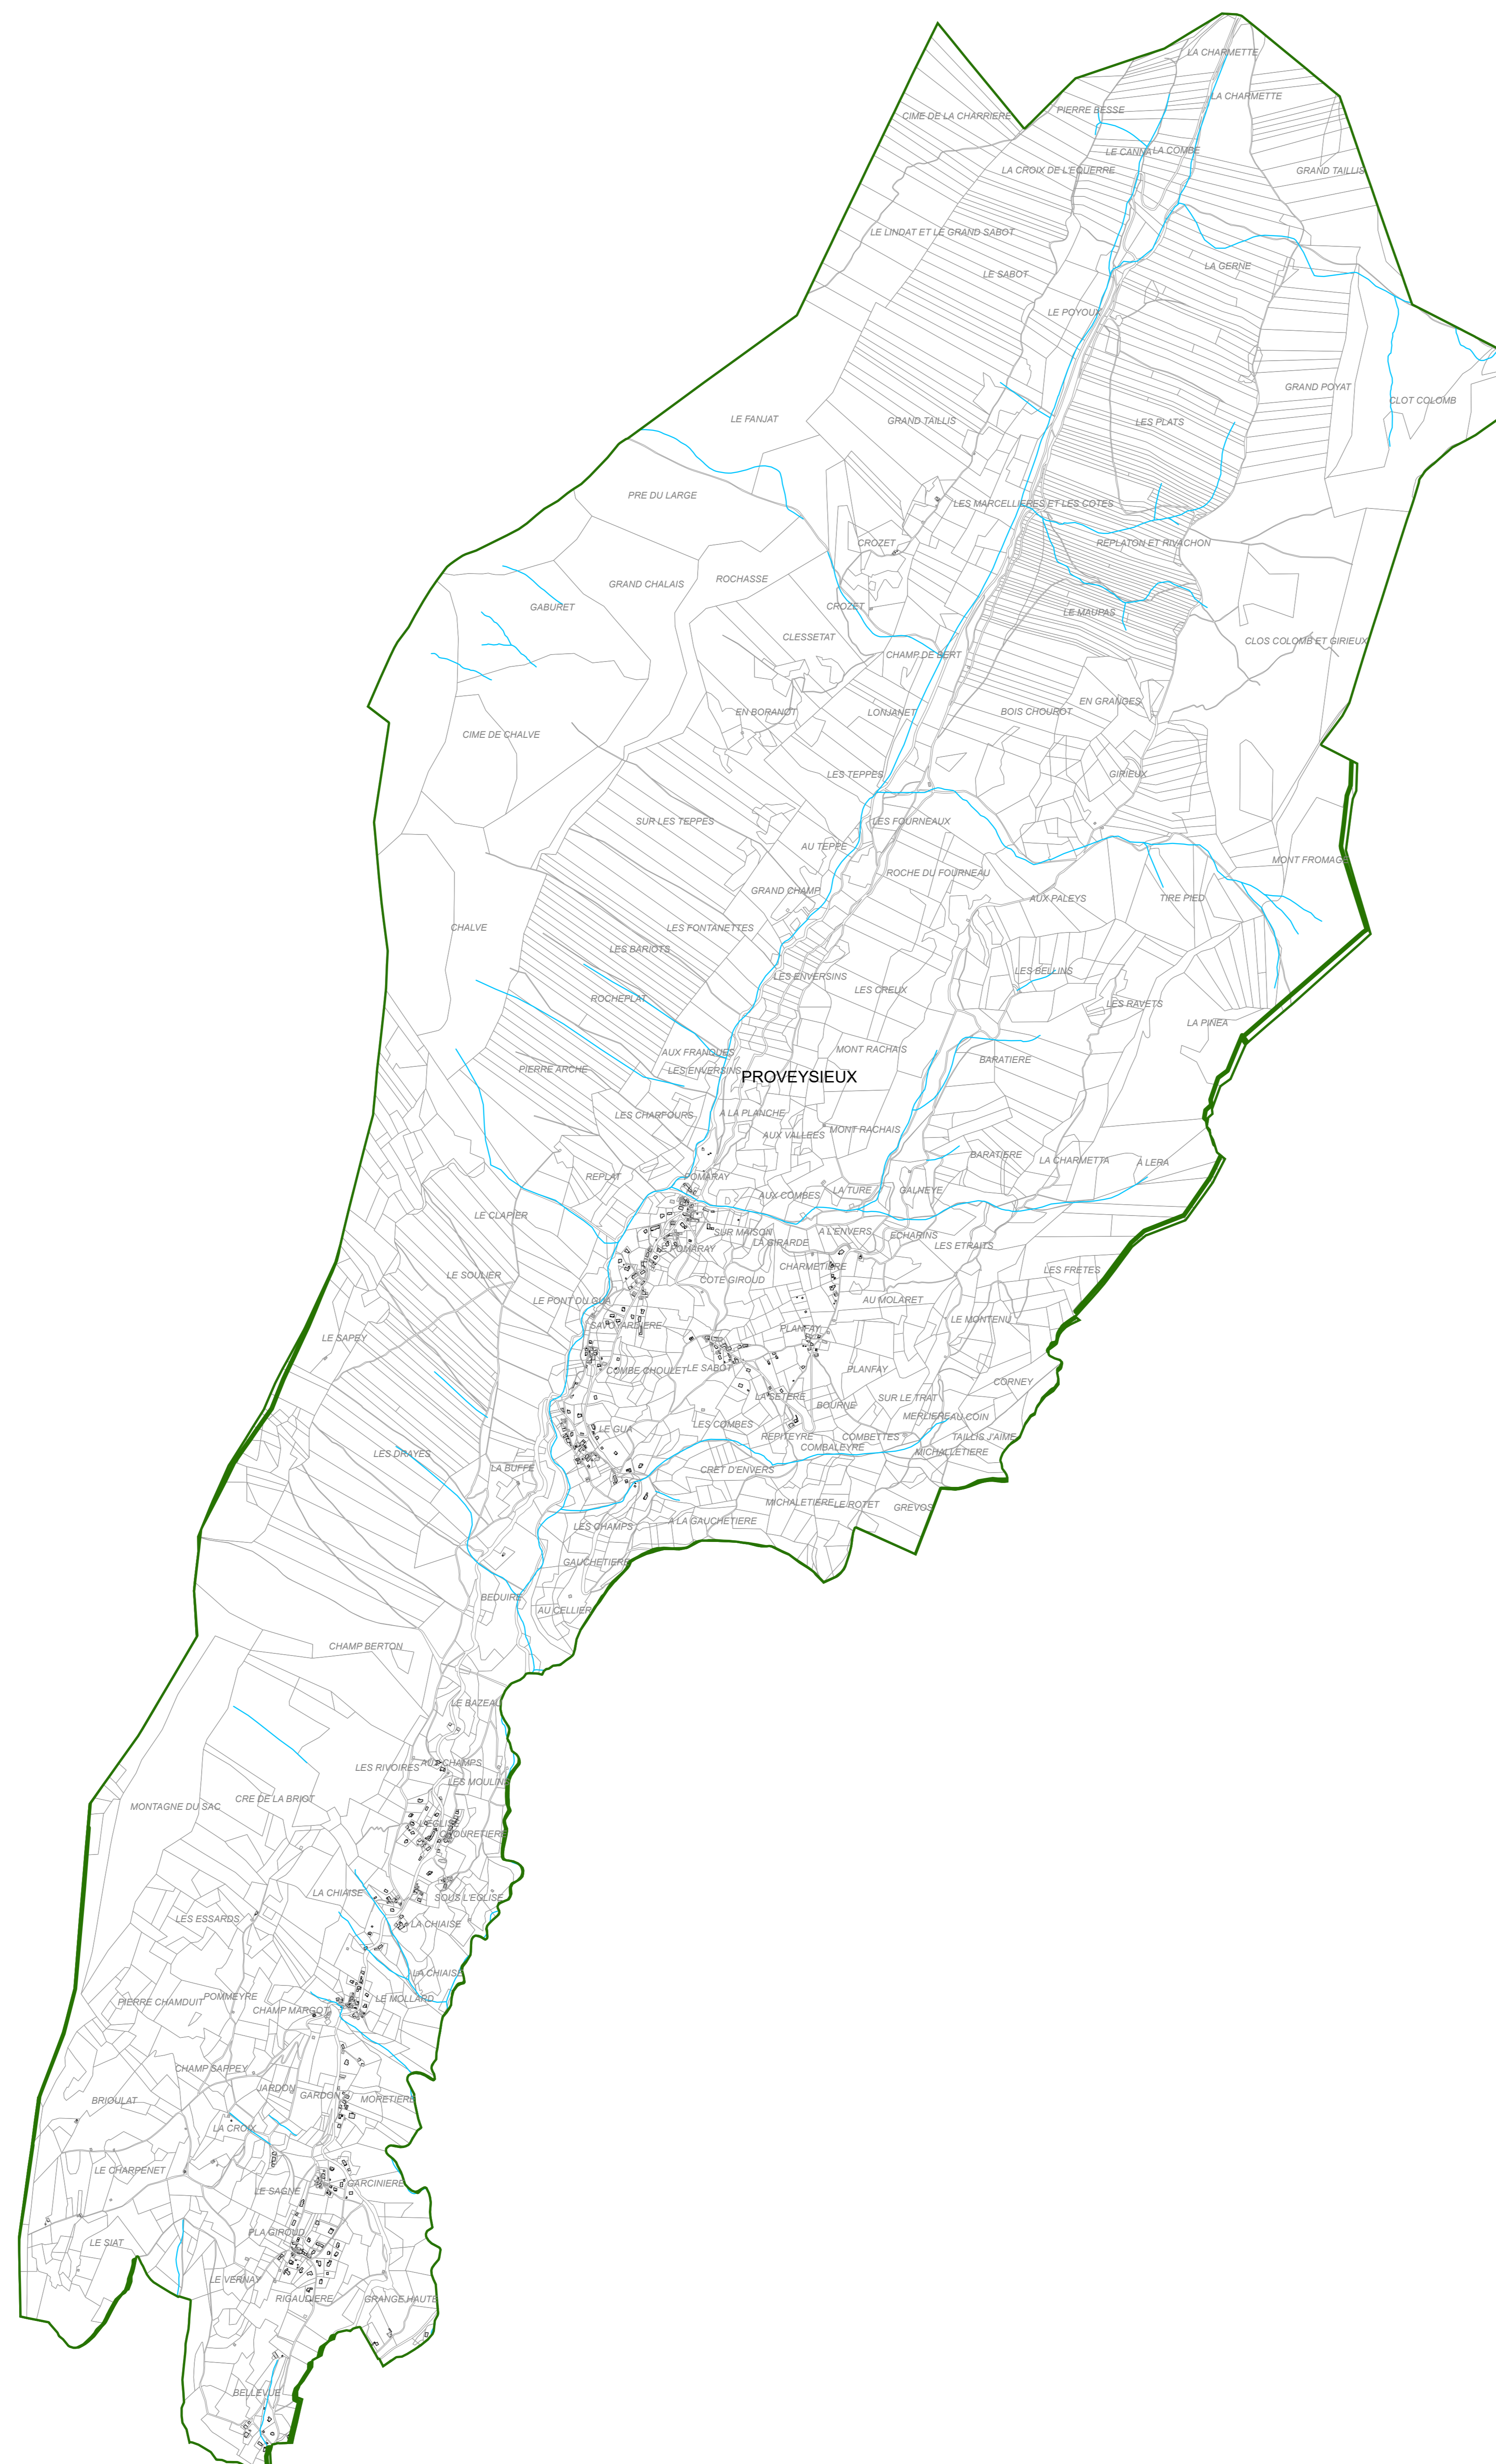 LA CHARMETTE
LA CHARMETTE
PIERRE BESSE
CIME DE LA CHARRIERE
LE CANNA
LA COMBE
LA CROIX DE L'EQUERRE
GRAND TAILLIS
LE LINDAT ET LE GRAND SABOT
LE SABOT
LA GERNE
LE POYOUX
GRAND POYAT
CLOT COLOMB
LE FANJAT
GRAND TAILLIS
LES PLATS
PRE DU LARGE
LES MARCELLIERES ET LES COTES
CROZET
REPLATON ET RIVACHON
GRAND CHALAIS
ROCHASSE
GABURET
CROZET
LE MAUPAS
CLESSETAT
CLOS COLOMB ET GIRIEUX
CHAMP DE BERT
EN GRANGES
EN BORANOT
LONJANET
BOIS CHOUROT
CIME DE CHALVE
LES TEPPES
GIRIEUX
SUR LES TEPPES
LES FOURNEAUX
AU TEPPE
MONT FROMAGE
ROCHE DU FOURNEAU
GRAND CHAMP
AUX PALEYS
TIRE PIED
CHALVE
LES FONTANETTES
LES BARIOTS
LES ENVERSINS
LES BELLINS
LES CREUX
ROCHEPLAT
LES RAVETS
LA PINEA
AUX FRANQUES
MONT RACHAIS
BARATIERE
PIERRE ARCHE
LES ENVERSINS
PROVEYSIEUX
LES CHARFOURS
A LA PLANCHE
AUX VALLEES
MONT RACHAIS
BARATIERE
LA CHARMETTA
A LERA
REPLAT
POMARAY
AUX COMBES
LA TURE
GALNEYE
LE CLAPIER
SUR MAISON
LA GIRARDE
A L'ENVERS
ECHARINS
LES ETRAITS
LE POMARAY
CHARMETIERE
LES FRETES
LE SOULIER
COTE GIROUD
LE PONT DU GUA
AU MOLARET
LE MONTENU
SAVOYARDIERE
PLANFAY
LE SAPEY
COMBE CHOULET
LE SABOT
PLANFAY
CORNEY
LA SETERE
BOURNE
SUR LE TRAT
MERLIERE
AU COIN
LE GUA
LES COMBES
REPITEYRE
COMBETTES
TAILLIS J'AIME
LES DRAYES
COMBALEYRE
MICHALLETIERE
LA BUFFE
CRET D'ENVERS
MICHALETIERE
LE ROTET
GREVOS
LES CHAMPS
A LA GAUCHETIERE
GAUCHETIERE
BEDUIRE
AU CELLIER
CHAMP BERTON
LE BAZEAU
LES RIVOIRES
AUX CHAMPS
LES MOULINS
MONTAGNE DU SAC
CRE DE LA BRIOT
LA CHIAISE
SOUS L'EGLISE
LES ESSARDS
LA CHIAISE
LA CHIAISE
POMMEYRE
LE MOLLARD
PIERRE CHAMDUIT
CHAMP MARGOT
CHAMP SAPPEY
JARDON
GARDON
MORETIERE
BRIOULAT
LA CROIX
LE CHARPENET
GARCINIERE
LE SAGNE
PLA GIROUD
LE SIAT
LE VERNAY
RIGAUDIERE
GRANGE HAUTE
BELLEVUE